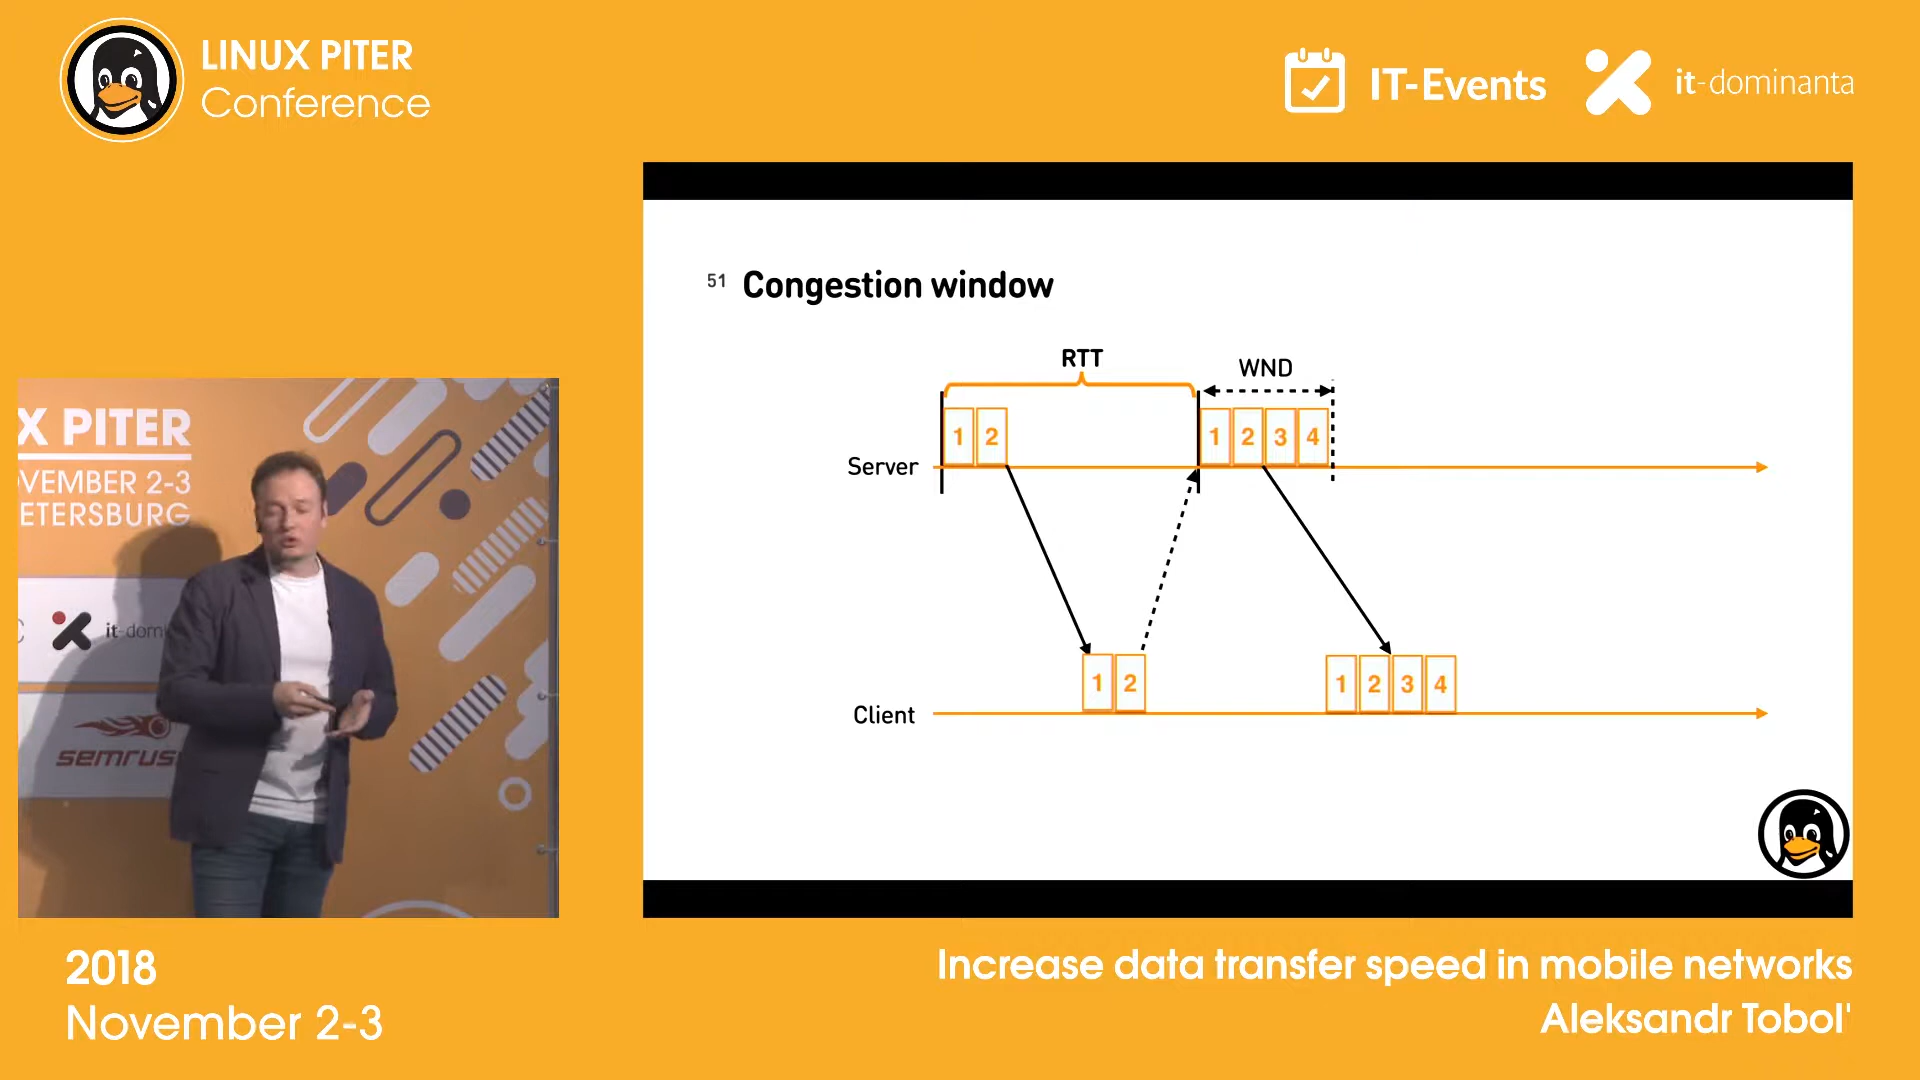 LINUX PITER
Conference
IT-Events
it-dominanta
51 Congestion window
RTT
WND
1 2
1 2 3 4
Server
1 2
1 2 3 4
Client
X PITER
VEMBER 2-3
ETERSBURG
it-dom
semrus
2018
November 2-3
Increase data transfer speed in mobile networks
Aleksandr Tobol'